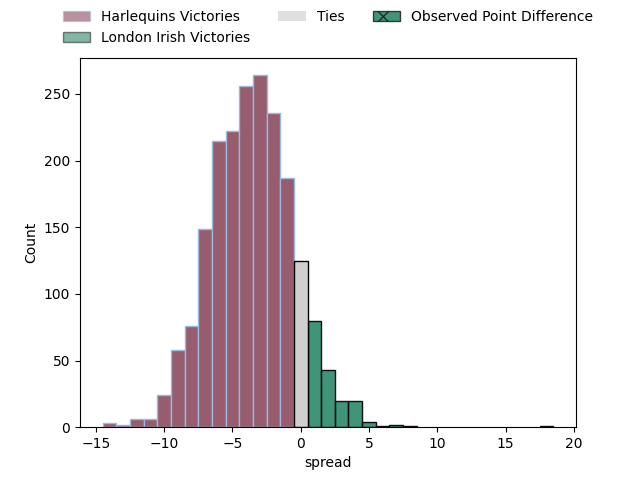 Harlequins Victories
London Irish Victories
Ties
Observed Point Difference
Count
250
200
150
100
50
0
−15
−10
−5
0
5
10
15
20
spread